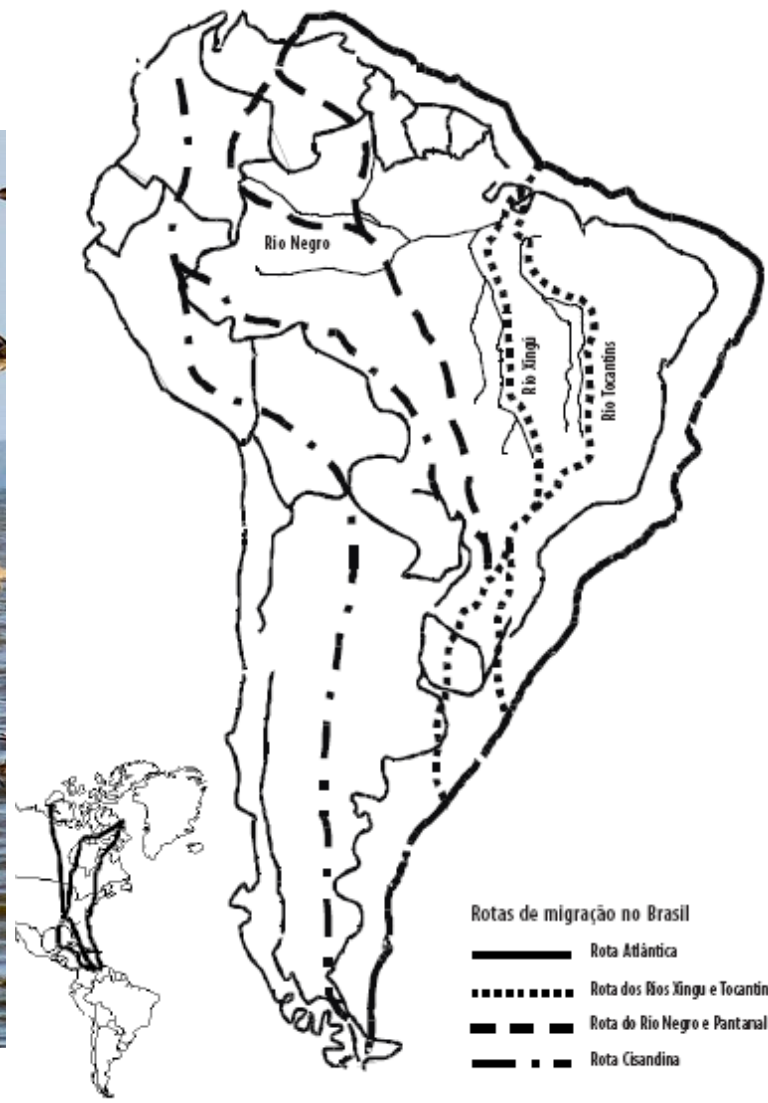 Rio Negro
Rio Xingú
Rio Tocantins
Rotas de migração no Brasil
Rota Atlântica
Rota dos Rios Xingu e Tocantin
Rota do Rio Negro e Pantanal
Rota Cisandina